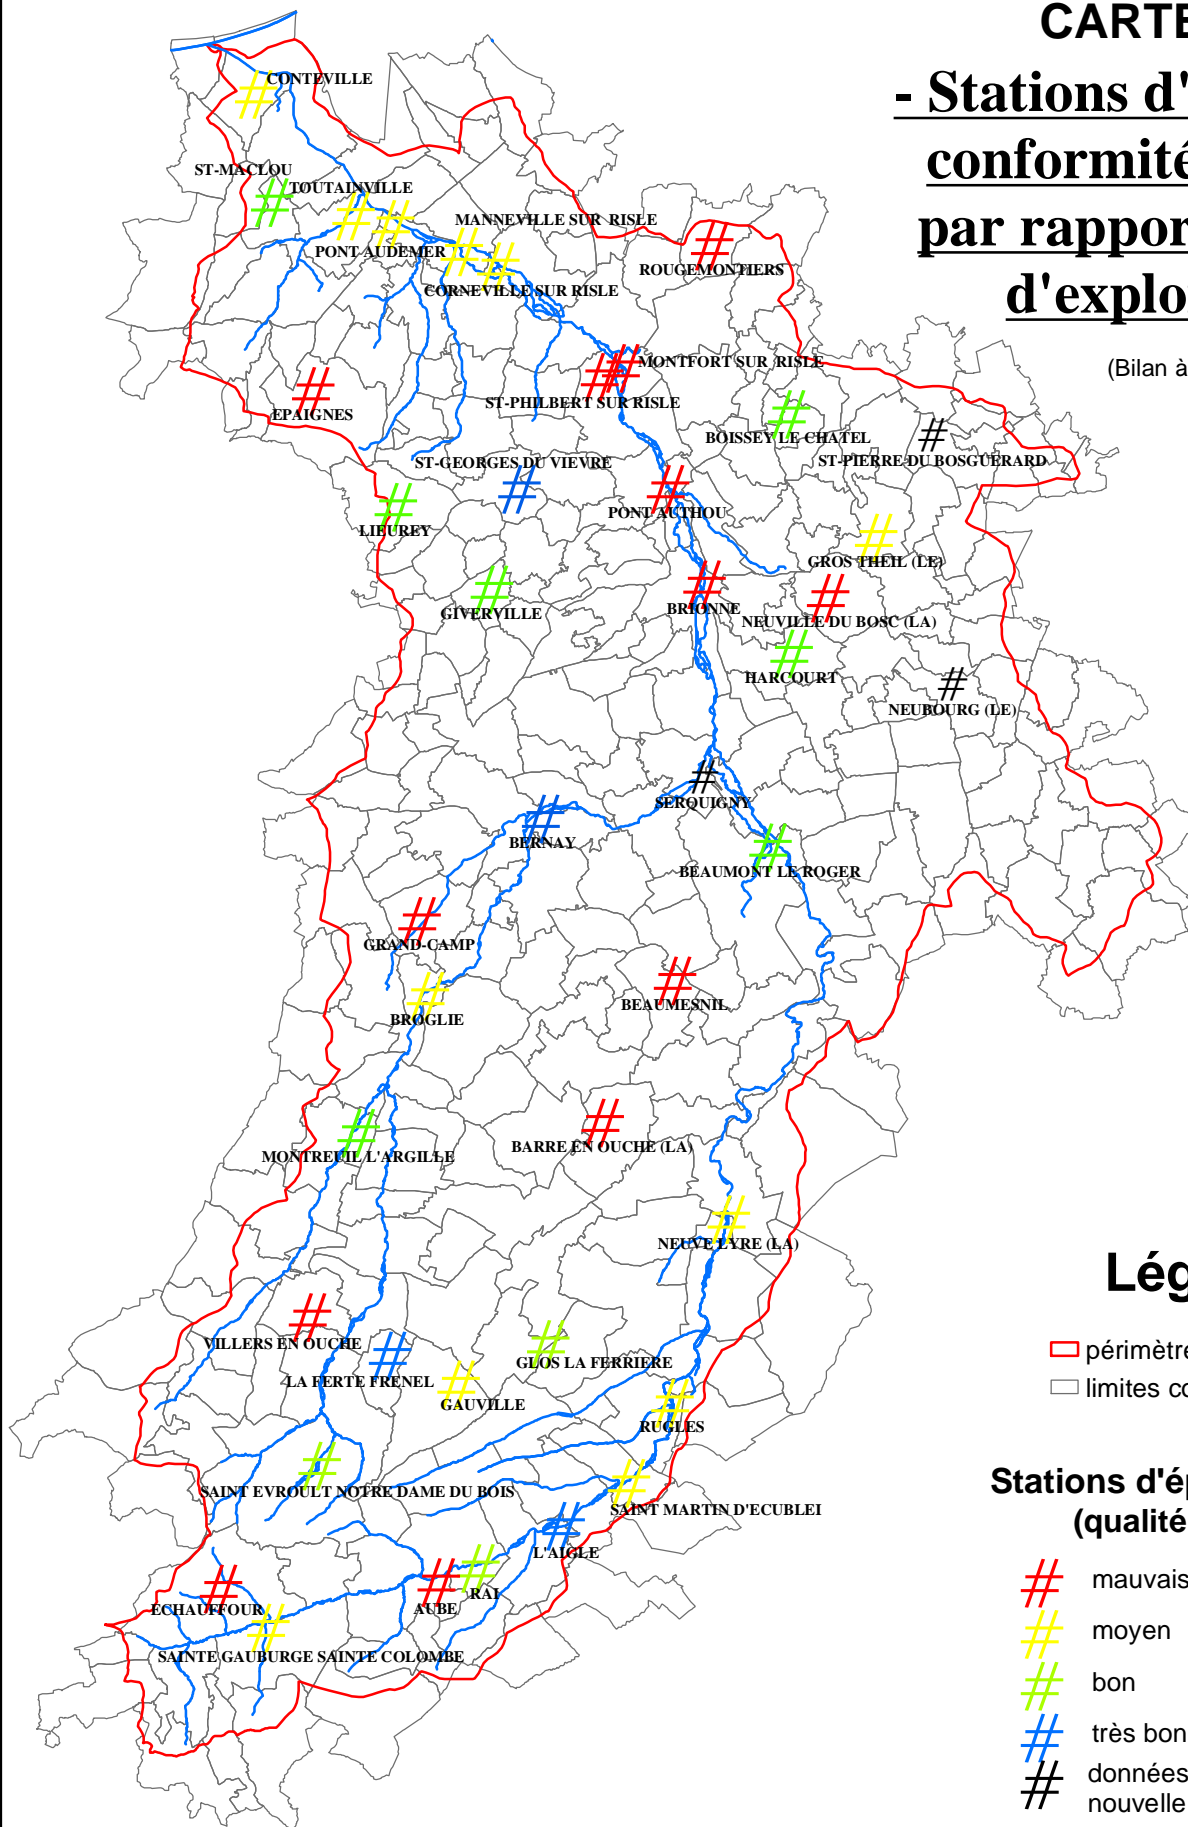 CARTE
- Stations d'
conformité
par rappor
d'explo
(Bilan à
CONTEVILLE
ST-MACLOU
TOUTAINVILLE
MANNEVILLE SUR RISLE
PONT AUDEMER
ROUGEMONTIERS
CORNEVILLE SUR RISLE
MONTFORT SUR RISLE
EPAIGNES
ST-PHILBERT SUR RISLE
BOISSEY LE CHATEL
ST-PIERRE DU BOSGUERARD
ST-GEORGES DU VIEVRE
PONT AUTHOU
LIEUREY
GROS THEIL (LE)
GIVERVILLE
BRIONNE
NEUVILLE DU BOSC (LA)
HARCOURT
NEUBOURG (LE)
SERQUIGNY
BERNAY
BEAUMONT LE ROGER
GRAND-CAMP
BEAUMESNIL
BROGLIE
BARRE EN OUCHE (LA)
MONTREUIL L'ARGILLE
NEUVE LYRE (LA)
VILLERS EN OUCHE
GLOS LA FERRIERE
LA FERTE FRENEL
GAUVILLE
RUGLES
SAINT EVROULT NOTRE DAME DU BOIS
SAINT MARTIN D'ECUBLEI
L'AIGLE
RAI
ECHAUFFOUR
AUBE
SAINTE GAUBURGE SAINTE COLOMBE
Lég
périmètre
limites co
Stations d'ép
(qualité
mauvais
moyen
bon
très bon
données
nouvelle